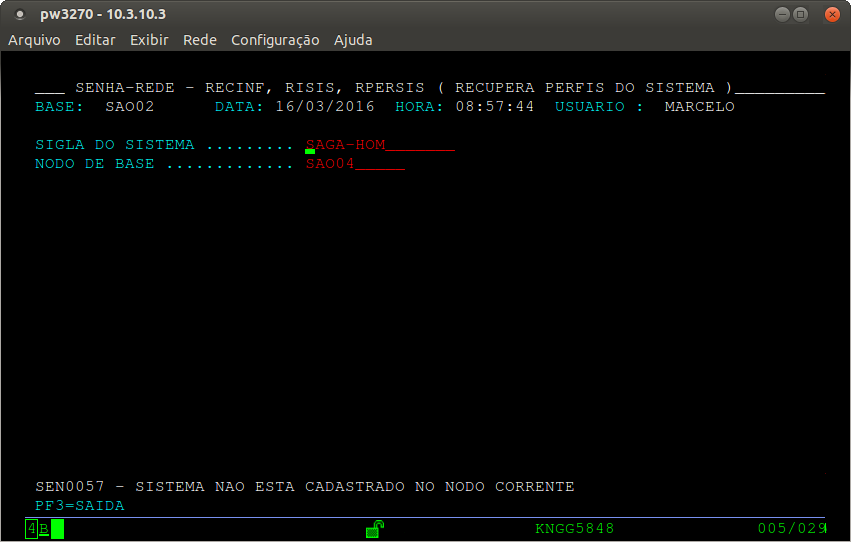 pw3270 - 10.3.10.3
Arquivo Editar Exibir Rede Configuração Ajuda
___ SENHA-REDE - RECINF, RISIS, RPERSIS ( RECUPERA PERFIS DO SISTEMA )_________
BASE: SAO02 DATA: 16/03/2016 HORA: 08:57:44 USUARIO : MARCELO
SIGLA DO SISTEMA ......... SAGA-HOM_______
NODO DE BASE ............. SAO04_____
SEN0057 - SISTEMA NAO ESTA CADASTRADO NO NODO CORRENTE
PF3=SAIDA
4B KNGG5848 005/029